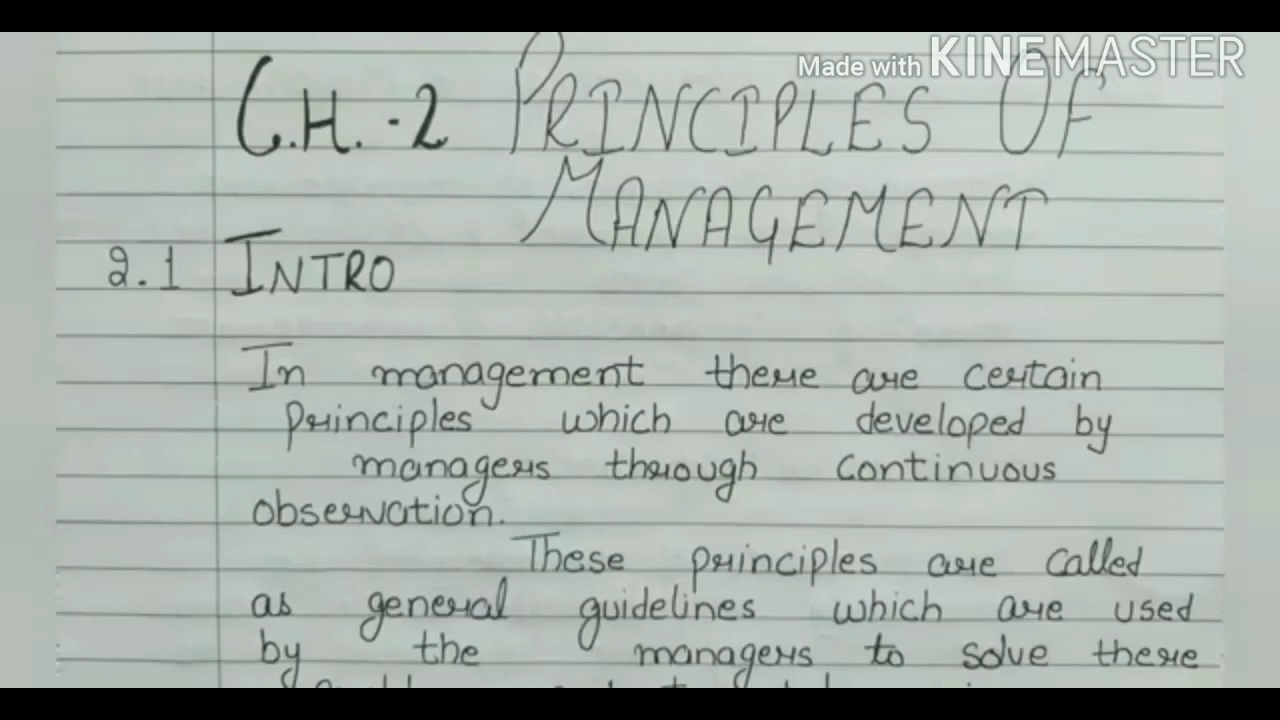 Made with KINEMASTER
C.H.-2 PRINCIPLES OF
MANAGEMENT
2.1 INTRO
In management there are certain
principles which are developed by
managers through continuous
observation.
These principles are called
as general guidelines which are used
by the managers to solve there